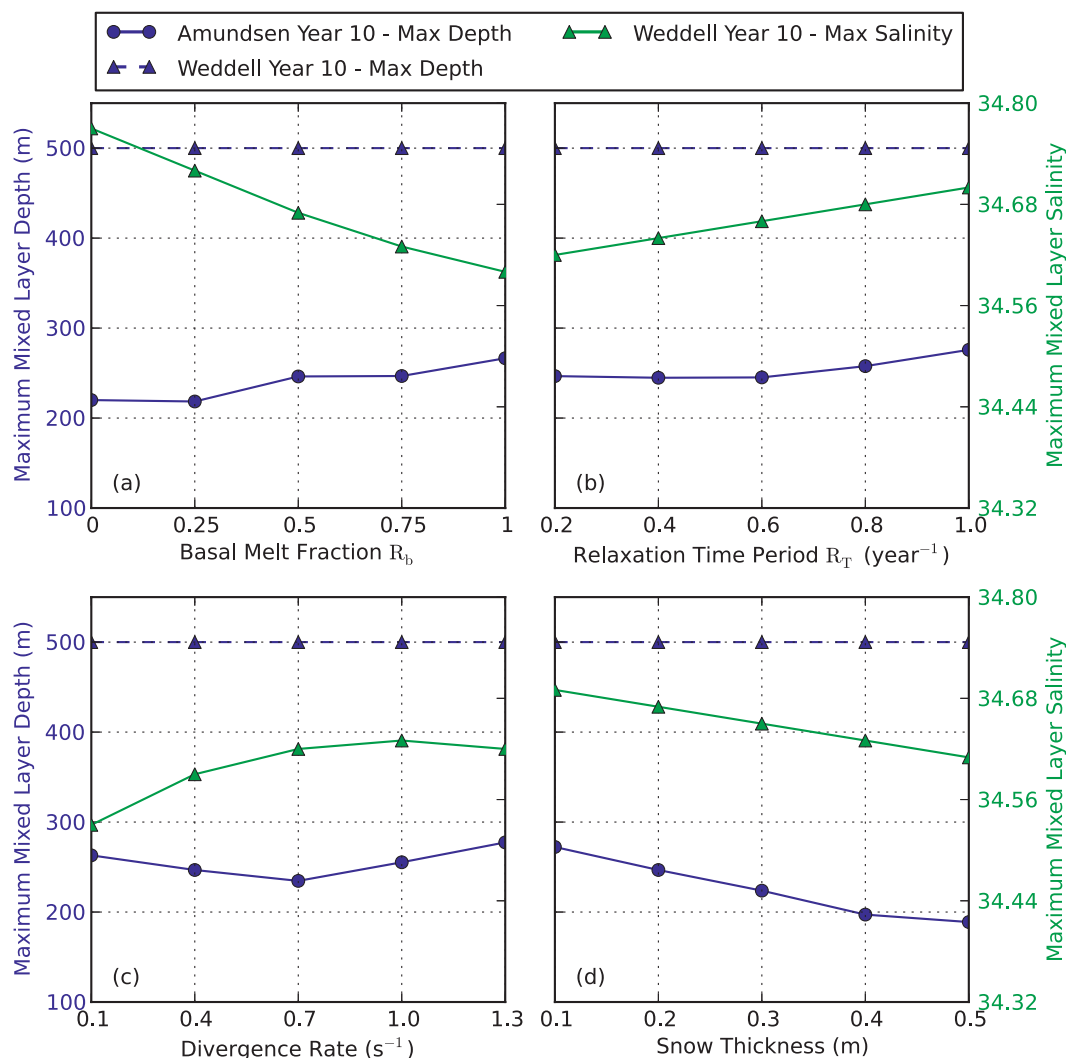 Amundsen Year 10 - Max Depth
Weddell Year 10 - Max Depth
Weddell Year 10 - Max Salinity
Maximum Mixed Layer Depth (m)
500
400
300
200
100
(a)
0 0.25 0.5 0.75 1
Basal Melt Fraction R_b
(b)
0.2 0.4 0.6 0.8 1.0
Relaxation Time Period R_T (year⁻¹)
34.80
34.68
34.56
34.44
34.32
Maximum Mixed Layer Salinity
Maximum Mixed Layer Depth (m)
500
400
300
200
100
(c)
0.1 0.4 0.7 1.0 1.3
Divergence Rate (s⁻¹)
(d)
0.1 0.2 0.3 0.4 0.5
Snow Thickness (m)
34.80
34.68
34.56
34.44
34.32
Maximum Mixed Layer Salinity